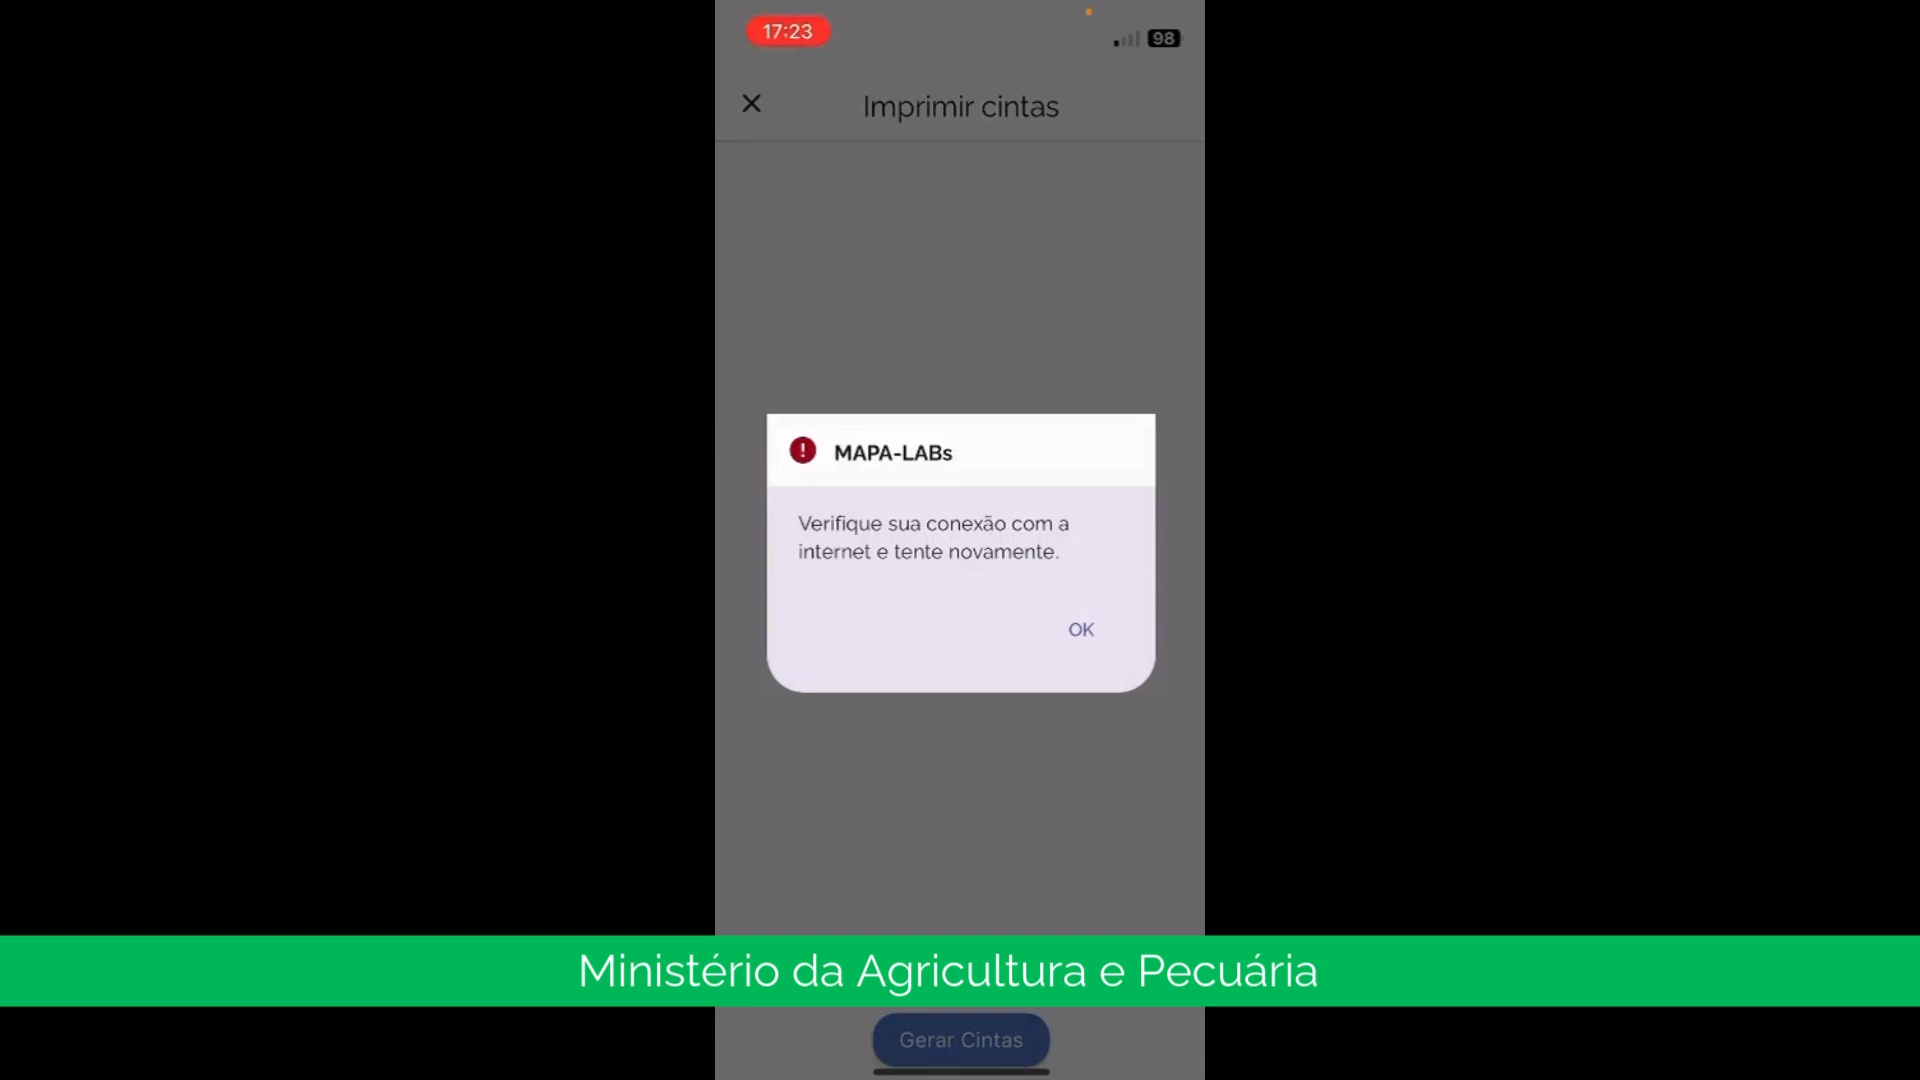 17:23
98
Imprimir cintas
MAPA-LABs
Verifique sua conexão com a
internet e tente novamente.
OK
Ministério da Agricultura e Pecuária
Gerar Cintas